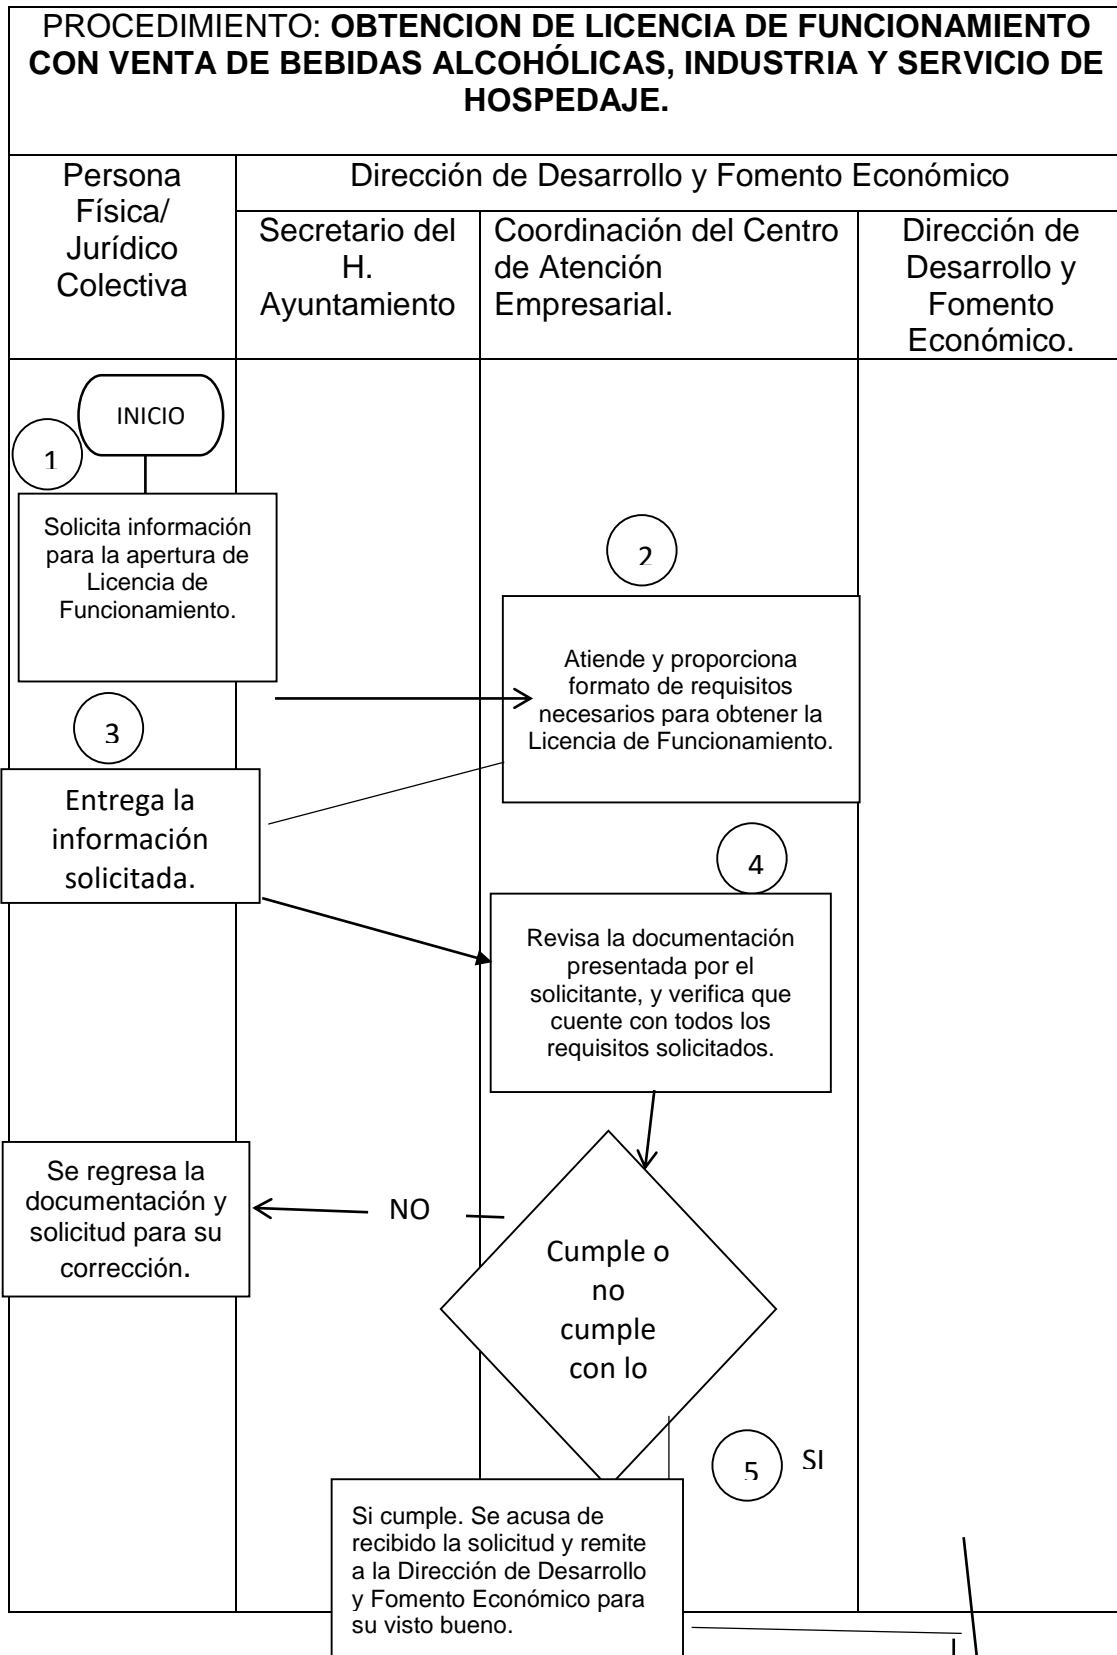 PROCEDIMIENTO: OBTENCION DE LICENCIA DE FUNCIONAMIENTO
CON VENTA DE BEBIDAS ALCOHÓLICAS, INDUSTRIA Y SERVICIO DE
HOSPEDAJE.
Persona
Física/
Jurídico
Colectiva
Dirección de Desarrollo y Fomento Económico
Secretario del
H.
Ayuntamiento
Coordinación del Centro
de Atención
Empresarial.
Dirección de
Desarrollo y
Fomento
Económico.
INICIO
1
Solicita información
para la apertura de
Licencia de
Funcionamiento.
2
Atiende y proporciona
formato de requisitos
necesarios para obtener la
Licencia de Funcionamiento.
3
Entrega la
información
solicitada.
4
Revisa la documentación
presentada por el
solicitante, y verifica que
cuente con todos los
requisitos solicitados.
Se regresa la
documentación y
solicitud para su
corrección.
NO
Cumple o
no
cumple
con lo
5
SI
Si cumple. Se acusa de
recibido la solicitud y remite
a la Dirección de Desarrollo
y Fomento Económico para
su visto bueno.